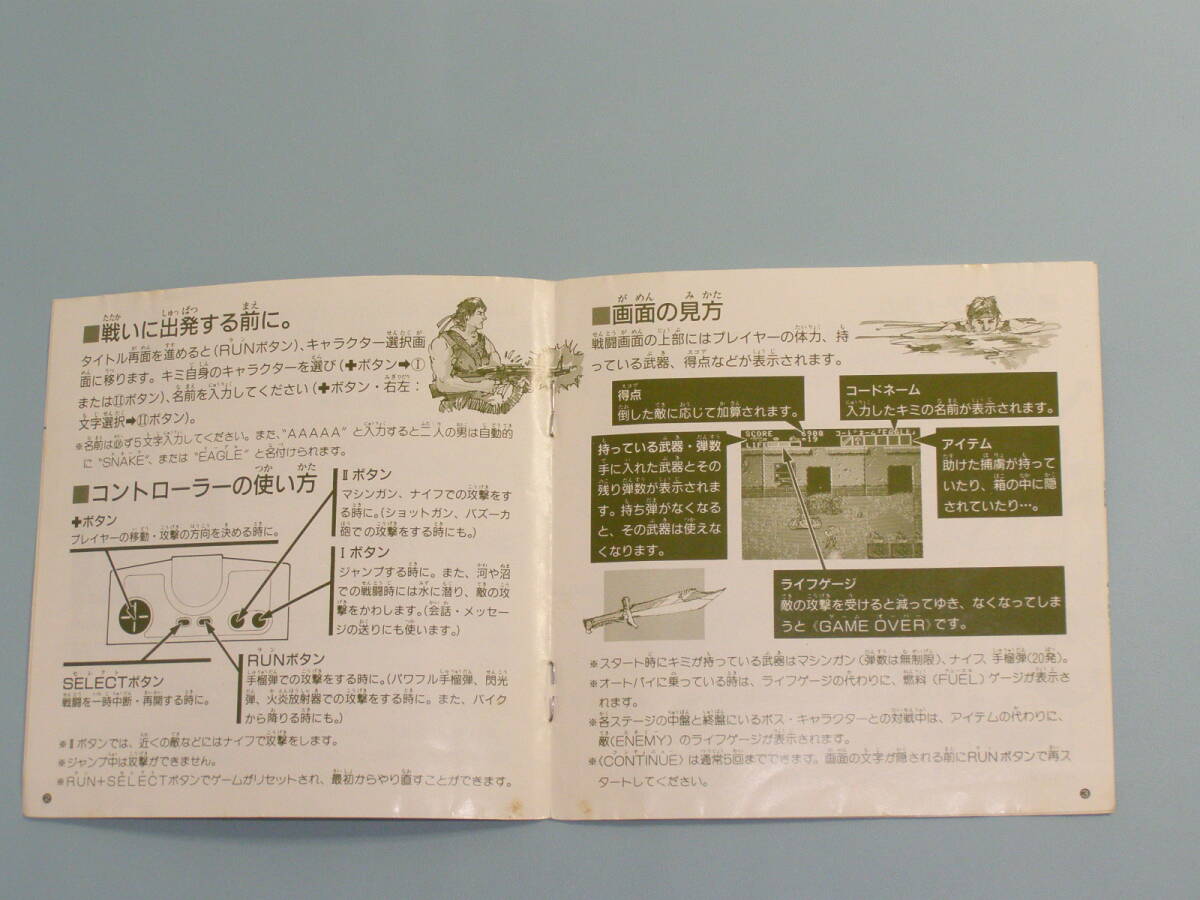 ■戦いに出発する前に。
タイトル再面を進めると(RUNボタン)、キャラクター選択画
面に移ります。キミ自身のキャラクターを選び(✚ボタン➡Ⓘ
またはⅡボタン)、名前を入力してください(✚ボタン・右左:
文字選択➡Ⅱボタン)。
※名前は必ず5文字入力してください。また、"AAAAA" と入力すると二人の男は自動的
に "SNAKE"、または "EAGLE" と名付けられます。
■コントローラーの使い方
✚ボタン
プレイヤーの移動・攻撃の方向を決める時に。
Ⅱボタン
マシンガン、ナイフでの攻撃をす
る時に。(ショットガン、バズーカ
砲での攻撃をする時にも。)
Ⅰボタン
ジャンプする時に。また、河や沼
での戦闘時には水に潜り、敵の攻
撃をかわします。(会話・メッセー
ジの送りにも使います。)
SELECTボタン
戦闘を一時中断・再開する時に。
RUNボタン
手榴弾での攻撃をする時に。(パワフル手榴弾、閃光
弾、火炎放射器での攻撃をする時に。また、バイク
から降りる時にも。)
※Ⅱボタンでは、近くの敵などにはナイフで攻撃をします。
※ジャンプ中は攻撃ができません。
※RUN+SELECTボタンでゲームがリセットされ、最初からやり直すことができます。
❷
■画面の見方
戦闘画面の上部にはプレイヤーの体力、持
っている武器、得点などが表示されます。
得点
倒した敵に応じて加算されます。
コードネーム
入力したキミの名前が表示されます。
持っている武器・弾数
手に入れた武器とその
残り弾数が表示されま
す。持ち弾がなくなる
と、その武器は使えな
くなります。
SCORE
LIFE
アイテム
助けた捕虜が持って
いたり、箱の中に隠
されていたり…。
ライフゲージ
敵の攻撃を受けると減ってゆき、なくなってしま
うと《GAME OVER》です。
※スタート時にキミが持っている武器はマシンガン(弾数は無制限)、ナイフ 手榴弾(20発)。
※オートバイに乗っている時は、ライフゲージの代わりに、燃料 (FUEL) ゲージが表示さ
れます。
※各ステージの中盤と終盤にいるボス・キャラクターとの対戦中は、アイテムの代わりに、
敵(ENEMY) のライフゲージが表示されます。
※〈CONTINUE〉は通常5回までできます。画面の文字が隠される前にRUNボタンで再ス
タートしてください。
❸